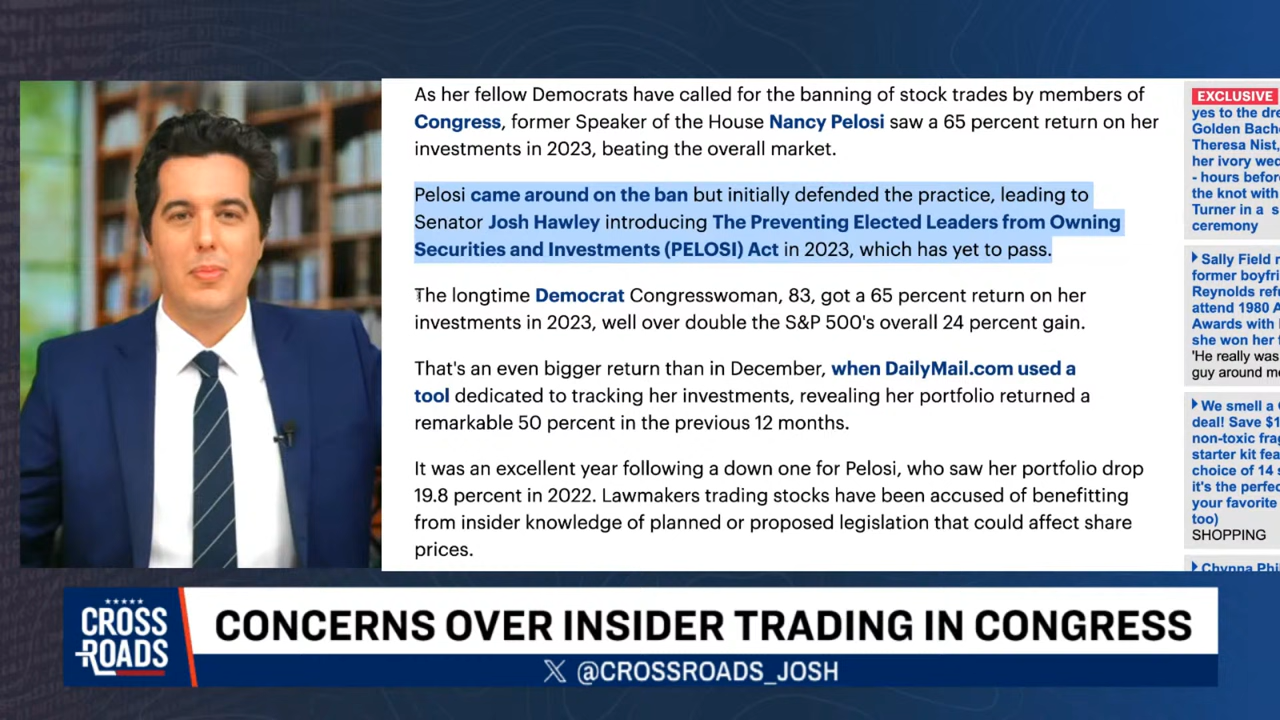 As her fellow Democrats have called for the banning of stock trades by members of
Congress, former Speaker of the House Nancy Pelosi saw a 65 percent return on her
investments in 2023, beating the overall market.
Pelosi came around on the ban but initially defended the practice, leading to
Senator Josh Hawley introducing The Preventing Elected Leaders from Owning
Securities and Investments (PELOSI) Act in 2023, which has yet to pass.
The longtime Democrat Congresswoman, 83, got a 65 percent return on her
investments in 2023, well over double the S&P 500's overall 24 percent gain.
That's an even bigger return than in December, when DailyMail.com used a
tool dedicated to tracking her investments, revealing her portfolio returned a
remarkable 50 percent in the previous 12 months.
It was an excellent year following a down one for Pelosi, who saw her portfolio drop
19.8 percent in 2022. Lawmakers trading stocks have been accused of benefitting
from insider knowledge of planned or proposed legislation that could affect share
prices.
EXCLUSIVE
yes to the dre
Golden Bach
Theresa Nist,
her ivory wed
- hours befor
the knot with
Turner in a s
ceremony
Sally Field r
former boyfri
Reynolds refu
attend 1980 A
Awards with
she won her f
'He really was
guy around me
We smell a
deal! Save $1
non-toxic frag
starter kit fea
choice of 14 s
it's the perfec
your favorite
too)
SHOPPING
Chynna Phi
CROSS
ROADS
CONCERNS OVER INSIDER TRADING IN CONGRESS
X @CROSSROADS_JOSH